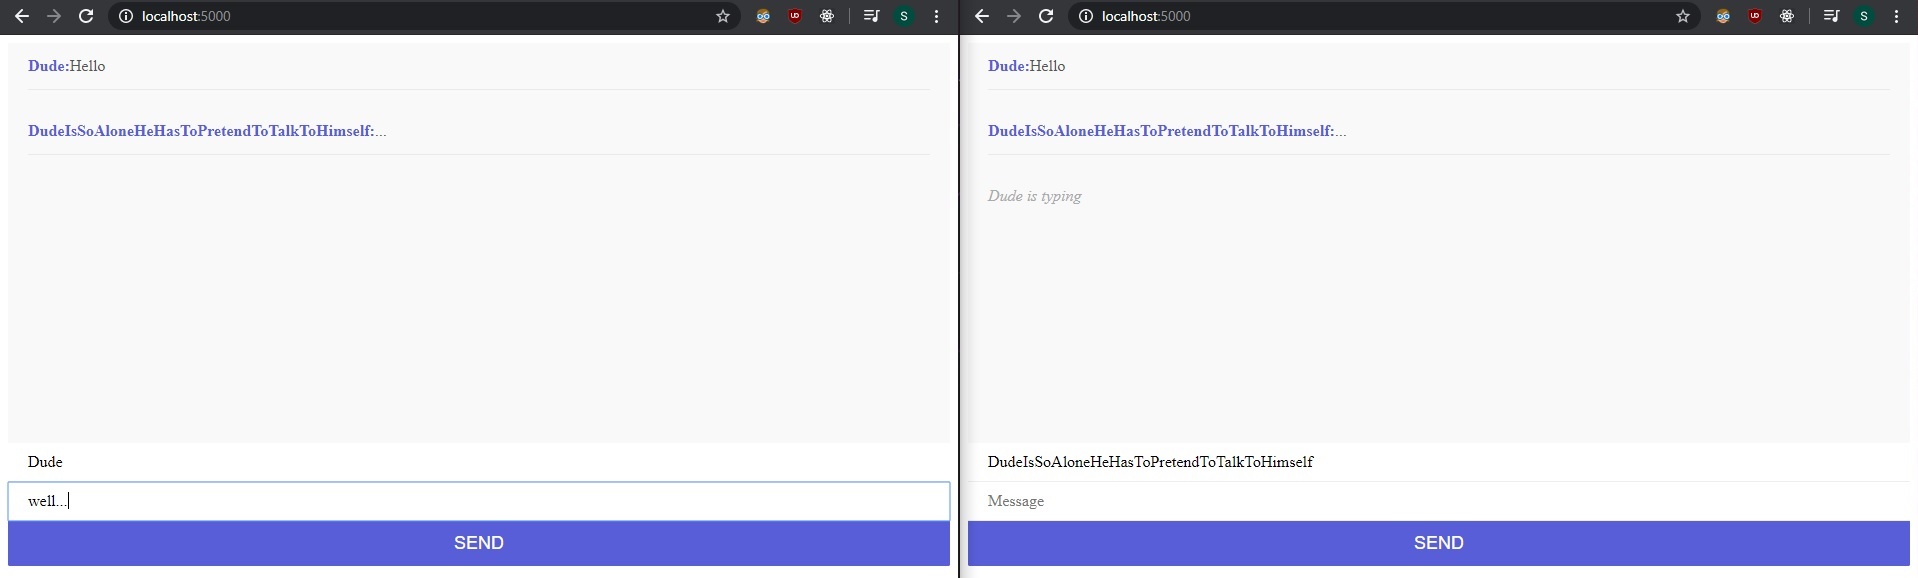 localhost:5000
S
Dude:Hello
DudeIsSoAloneHeHasToPretendToTalkToHimself:...
Dude
well...
SEND
localhost:5000
S
Dude:Hello
DudeIsSoAloneHeHasToPretendToTalkToHimself:...
Dude is typing
DudeIsSoAloneHeHasToPretendToTalkToHimself
Message
SEND